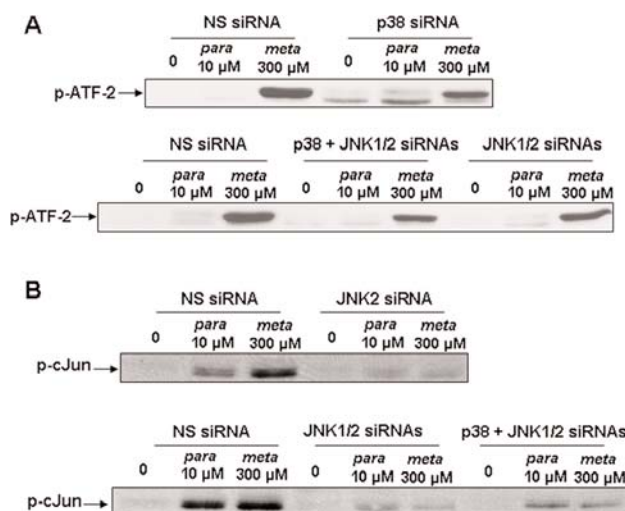 A
NS siRNA p38 siRNA
0 para 10 µM meta 300 µM 0 para 10 µM meta 300 µM
p-ATF-2
NS siRNA p38 + JNK1/2 siRNAs JNK1/2 siRNAs
0 para 10 µM meta 300 µM 0 para 10 µM meta 300 µM 0 para 10 µM meta 300 µM
p-ATF-2
B
NS siRNA JNK2 siRNA
0 para 10 µM meta 300 µM 0 para 10 µM meta 300 µM
p-cJun
NS siRNA JNK1/2 siRNAs p38 + JNK1/2 siRNAs
0 para 10 µM meta 300 µM 0 para 10 µM meta 300 µM 0 para 10 µM meta 300 µM
p-cJun